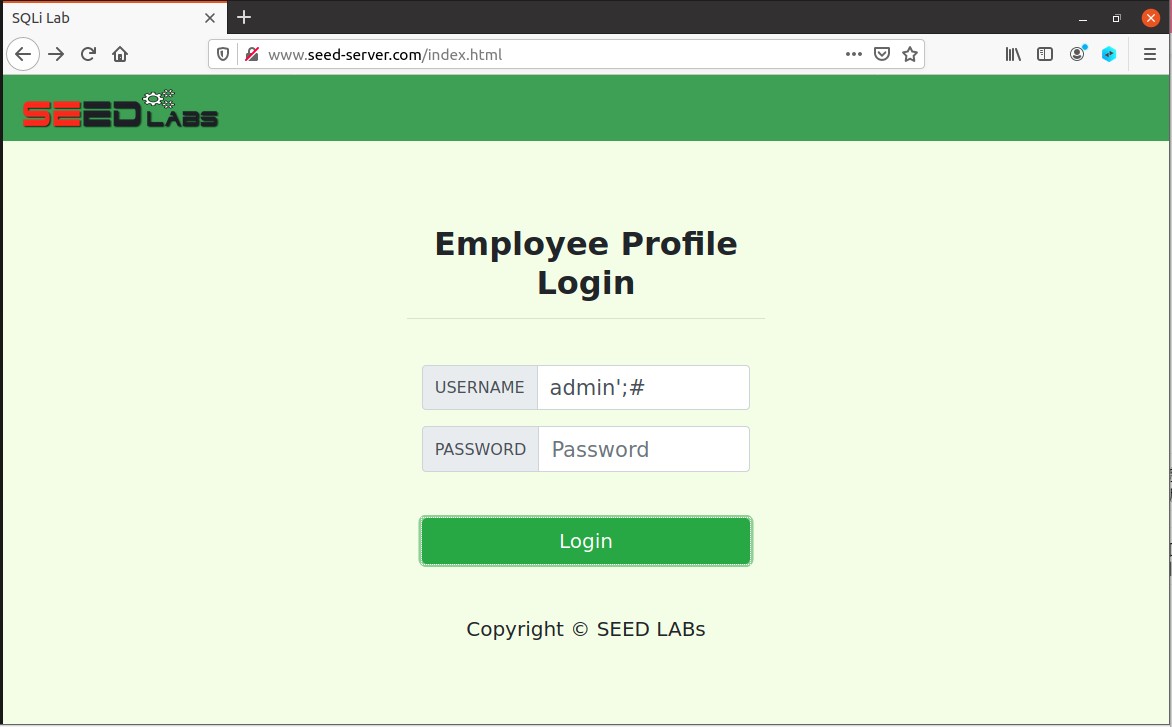 SQLi Lab
www.seed-server.com/index.html
SEED LABS
Employee Profile
Login
USERNAME admin';#
PASSWORD Password
Login
Copyright © SEED LABs